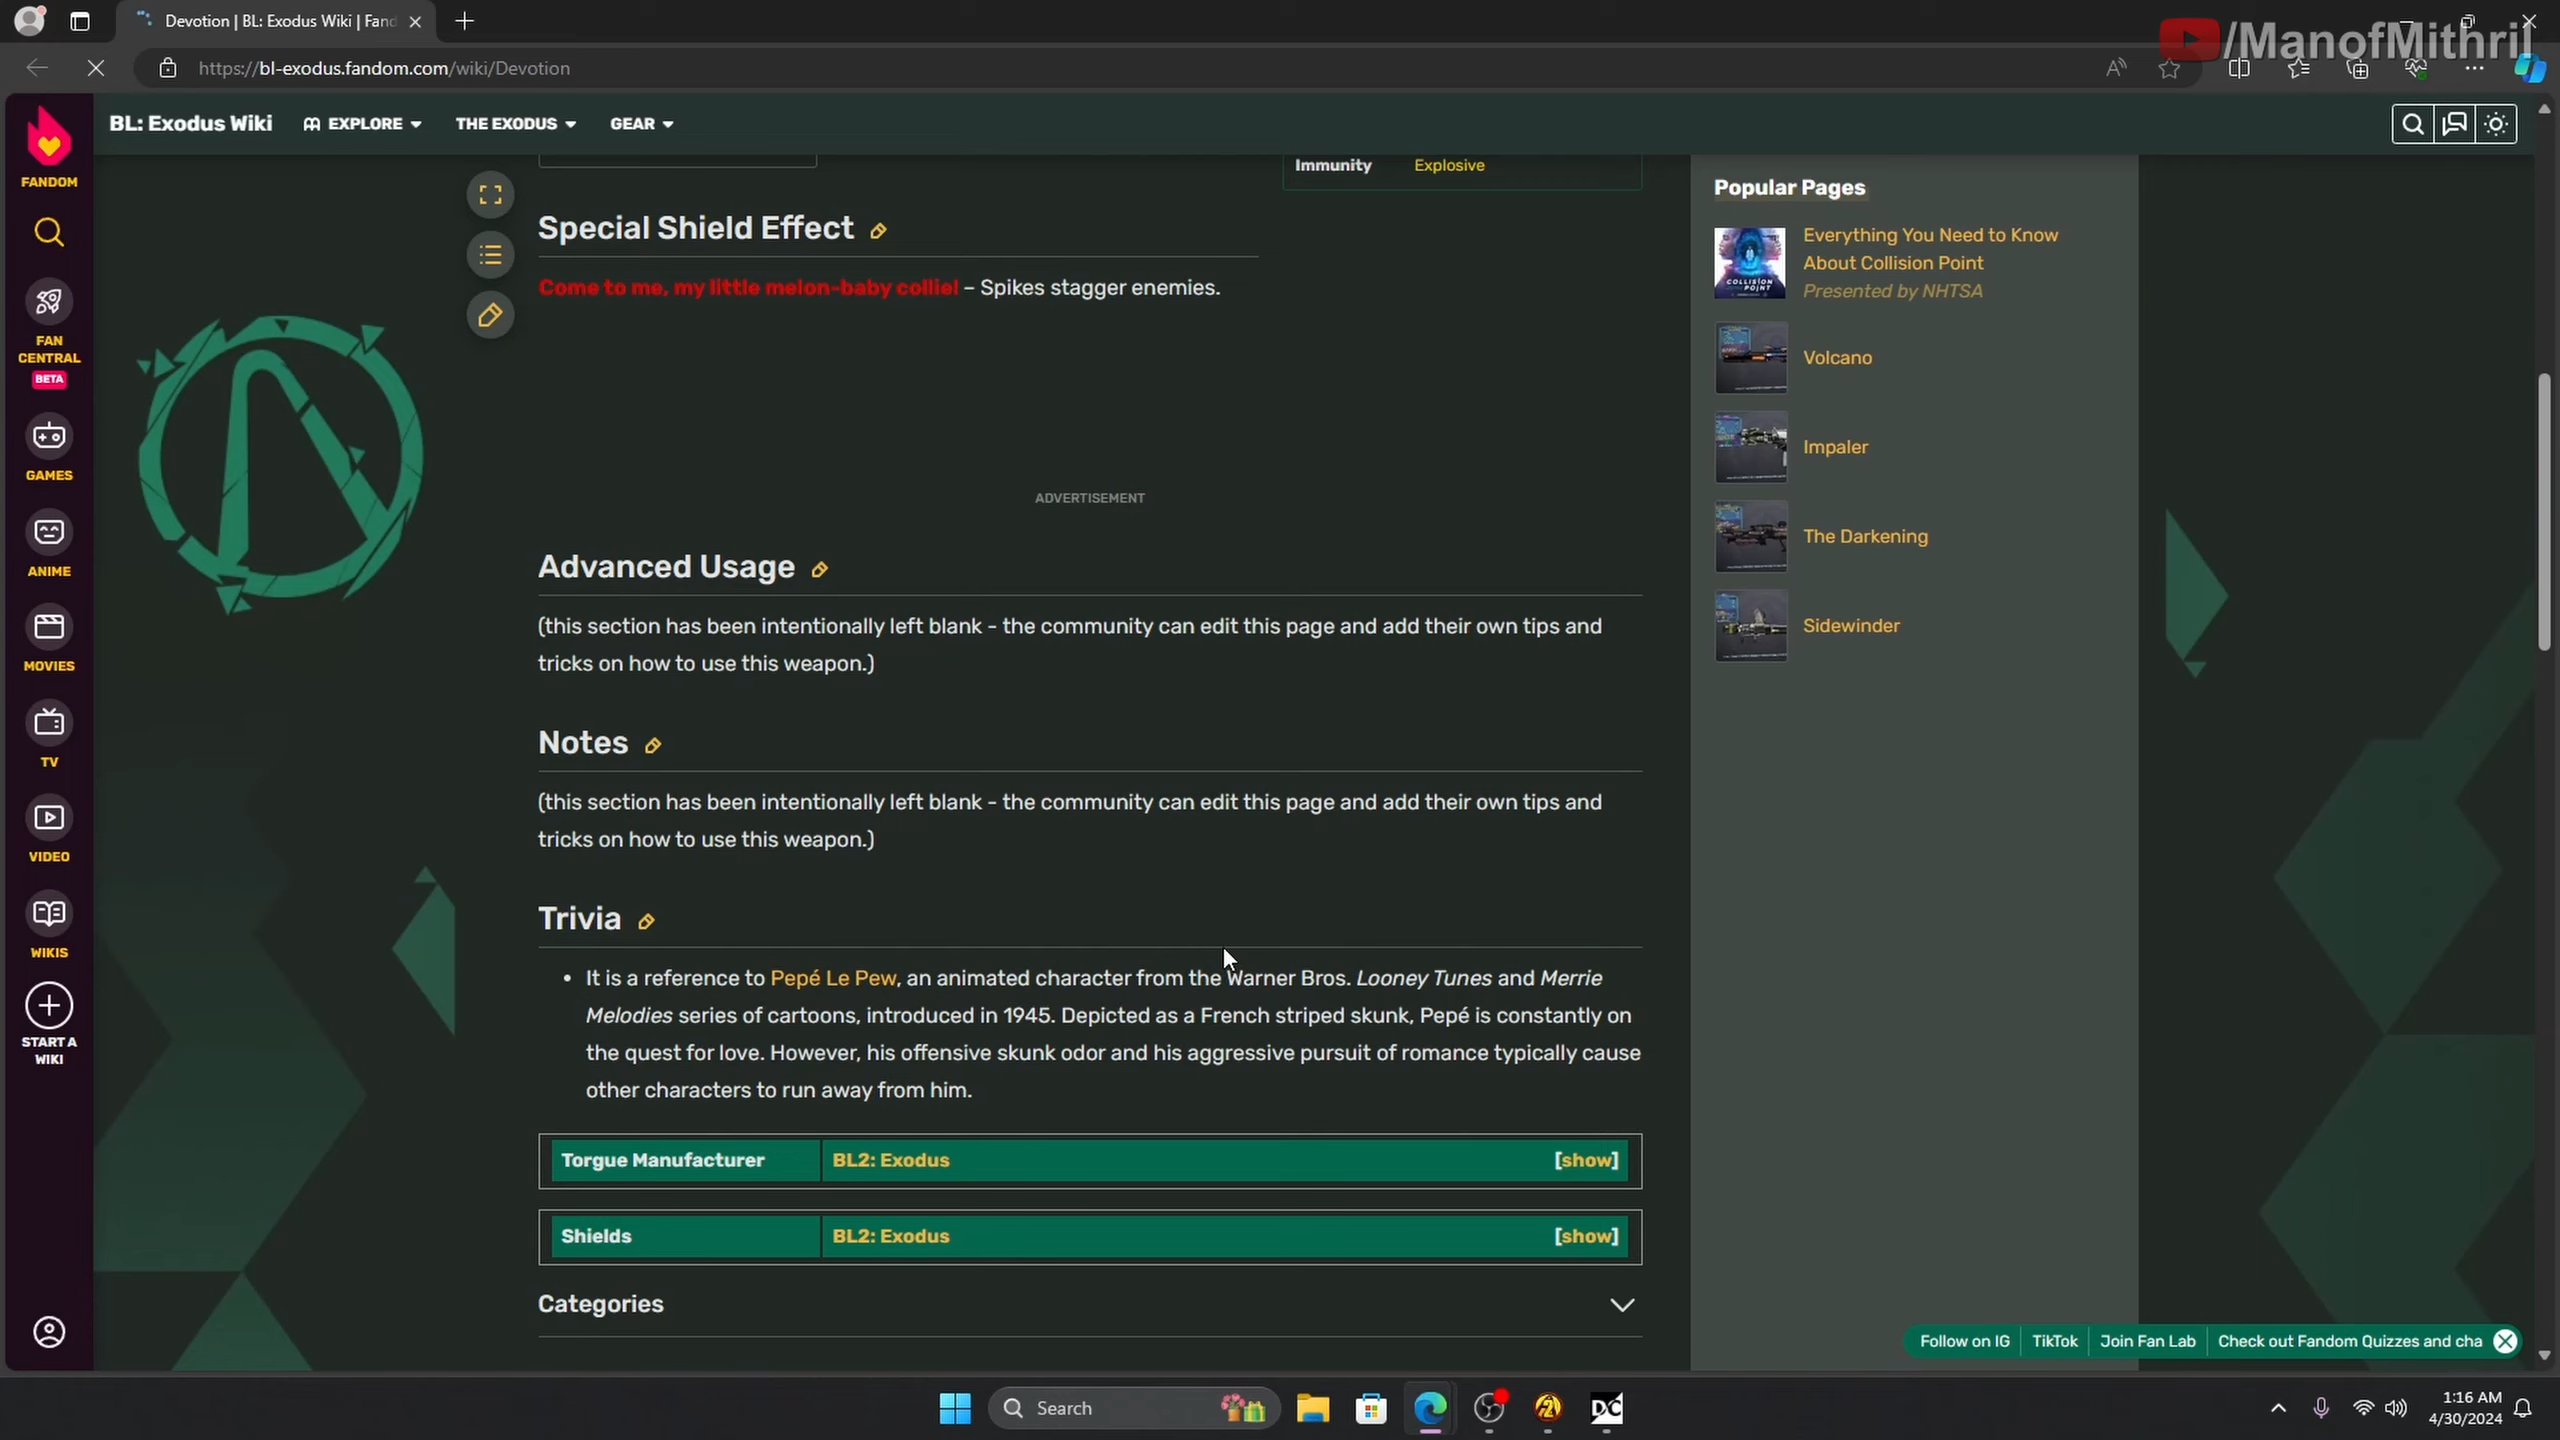 Devotion | BL: Exodus Wiki | Fand
/ManofMithril
https://bl-exodus.fandom.com/wiki/Devotion
BL: Exodus Wiki
EXPLORE
THE EXODUS
GEAR
FANDOM
FAN
CENTRAL
BETA
GAMES
ANIME
MOVIES
TV
VIDEO
WIKIS
START A
WIKI
Immunity Explosive
Special Shield Effect
Come to me, my little melon-baby collie! – Spikes stagger enemies.
ADVERTISEMENT
Advanced Usage
(this section has been intentionally left blank - the community can edit this page and add their own tips and
tricks on how to use this weapon.)
Notes
(this section has been intentionally left blank - the community can edit this page and add their own tips and
tricks on how to use this weapon.)
Trivia
• It is a reference to Pepé Le Pew, an animated character from the Warner Bros. Looney Tunes and Merrie
Melodies series of cartoons, introduced in 1945. Depicted as a French striped skunk, Pepé is constantly on
the quest for love. However, his offensive skunk odor and his aggressive pursuit of romance typically cause
other characters to run away from him.
Torgue Manufacturer BL2: Exodus [show]
Shields BL2: Exodus [show]
Categories
Popular Pages
COLLISION
POINT
Everything You Need to Know
About Collision Point
Presented by NHTSA
Volcano
Impaler
The Darkening
Sidewinder
Follow on IG
TikTok
Join Fan Lab
Check out Fandom Quizzes and cha
Search
DC
1:16 AM
4/30/2024